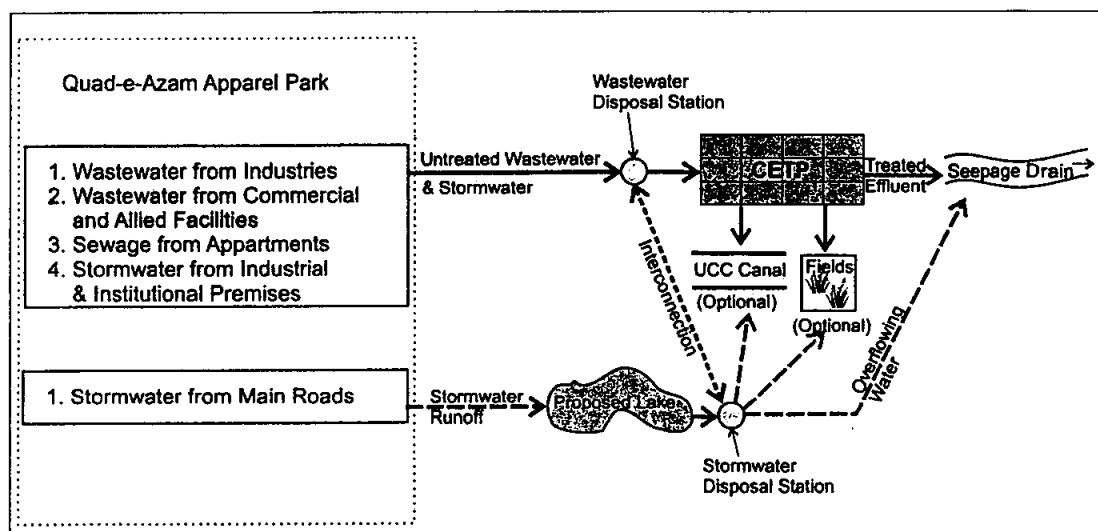 Quad-e-Azam Apparel Park
1. Wastewater from Industries
2. Wastewater from Commercial
and Allied Facilities
3. Sewage from Appartments
4. Stormwater from Industrial
& Institutional Premises
Untreated Wastewater
& Stormwater
Wastewater
Disposal Station
CETP
Treated
Effluent
Seepage Drain
Interconnection
UCC Canal
(Optional)
Fields
(Optional)
Overflowing
Water
1. Stormwater from Main Roads
Stormwater
Runoff
Proposed Lake
Stormwater
Disposal Station